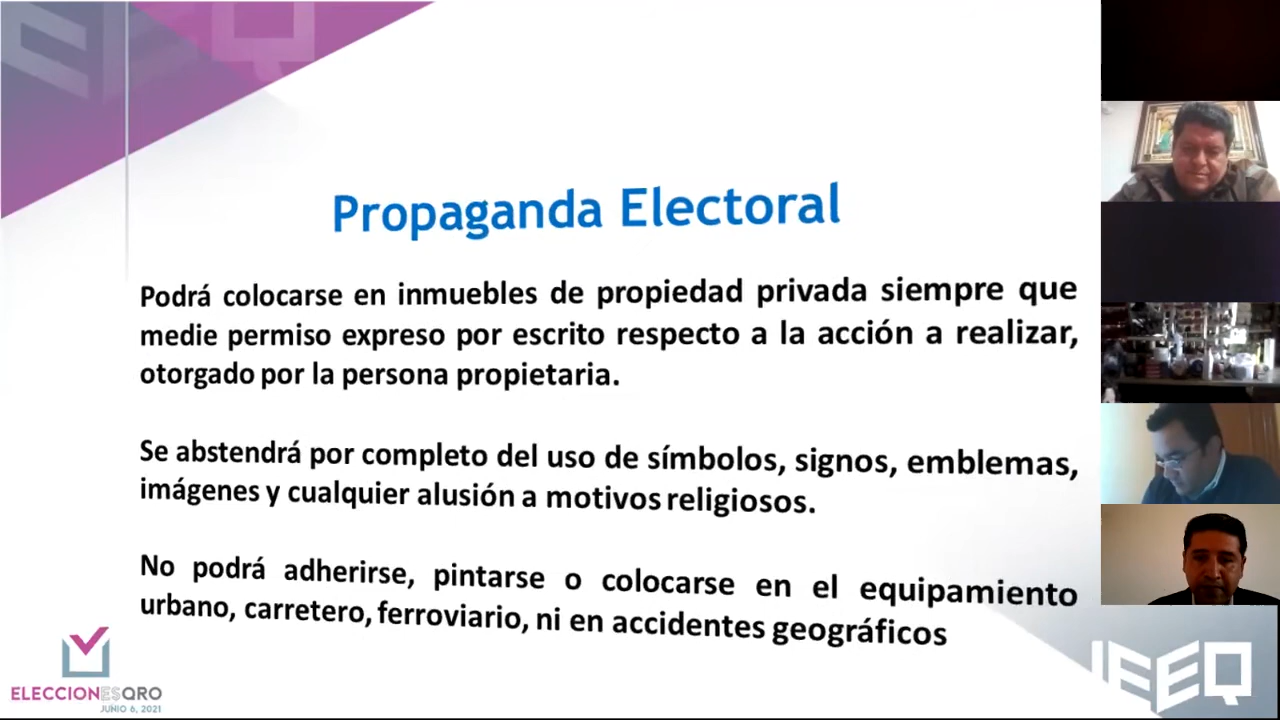 Propaganda Electoral
Podrá colocarse en inmuebles de propiedad privada siempre que
medie permiso expreso por escrito respecto a la acción a realizar,
otorgado por la persona propietaria.
Se abstendrá por completo del uso de símbolos, signos, emblemas,
imágenes y cualquier alusión a motivos religiosos.
No podrá adherirse, pintarse o colocarse en el equipamiento
urbano, carretero, ferroviario, ni en accidentes geográficos
ELECCIONESQRO
JUNIO 6, 2021
IEEQ